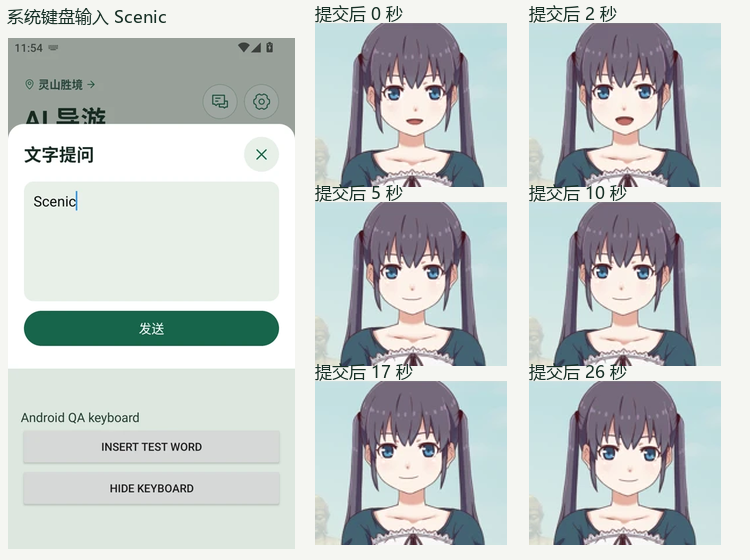 系统键盘输入 Scenic
11:54
灵山胜境
AI 导游
文字提问
Scenic
发送
Android QA keyboard
INSERT TEST WORD
HIDE KEYBOARD
提交后 0 秒
提交后 2 秒
提交后 5 秒
提交后 10 秒
提交后 17 秒
提交后 26 秒